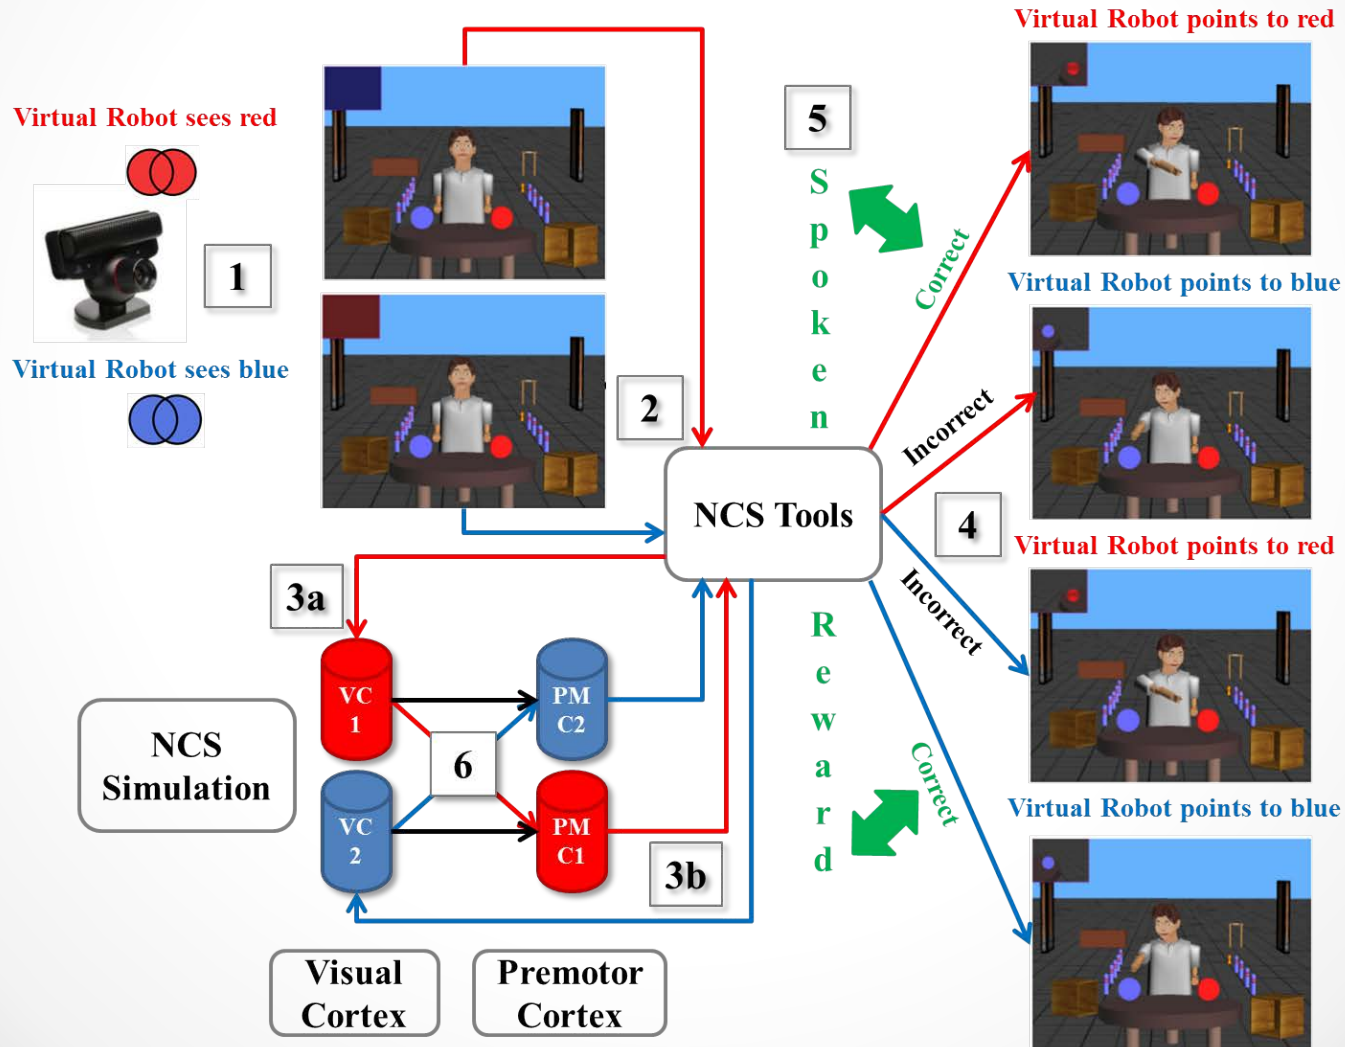 Virtual Robot sees red
1
Virtual Robot sees blue
2
NCS Tools
3a
VC
1
PM
C2
6
VC
2
PM
C1
3b
NCS
Simulation
Visual
Cortex
Premotor
Cortex
5
Spoken
Reward
Correct
Incorrect
4
Incorrect
Correct
Virtual Robot points to red
Virtual Robot points to blue
Virtual Robot points to red
Virtual Robot points to blue